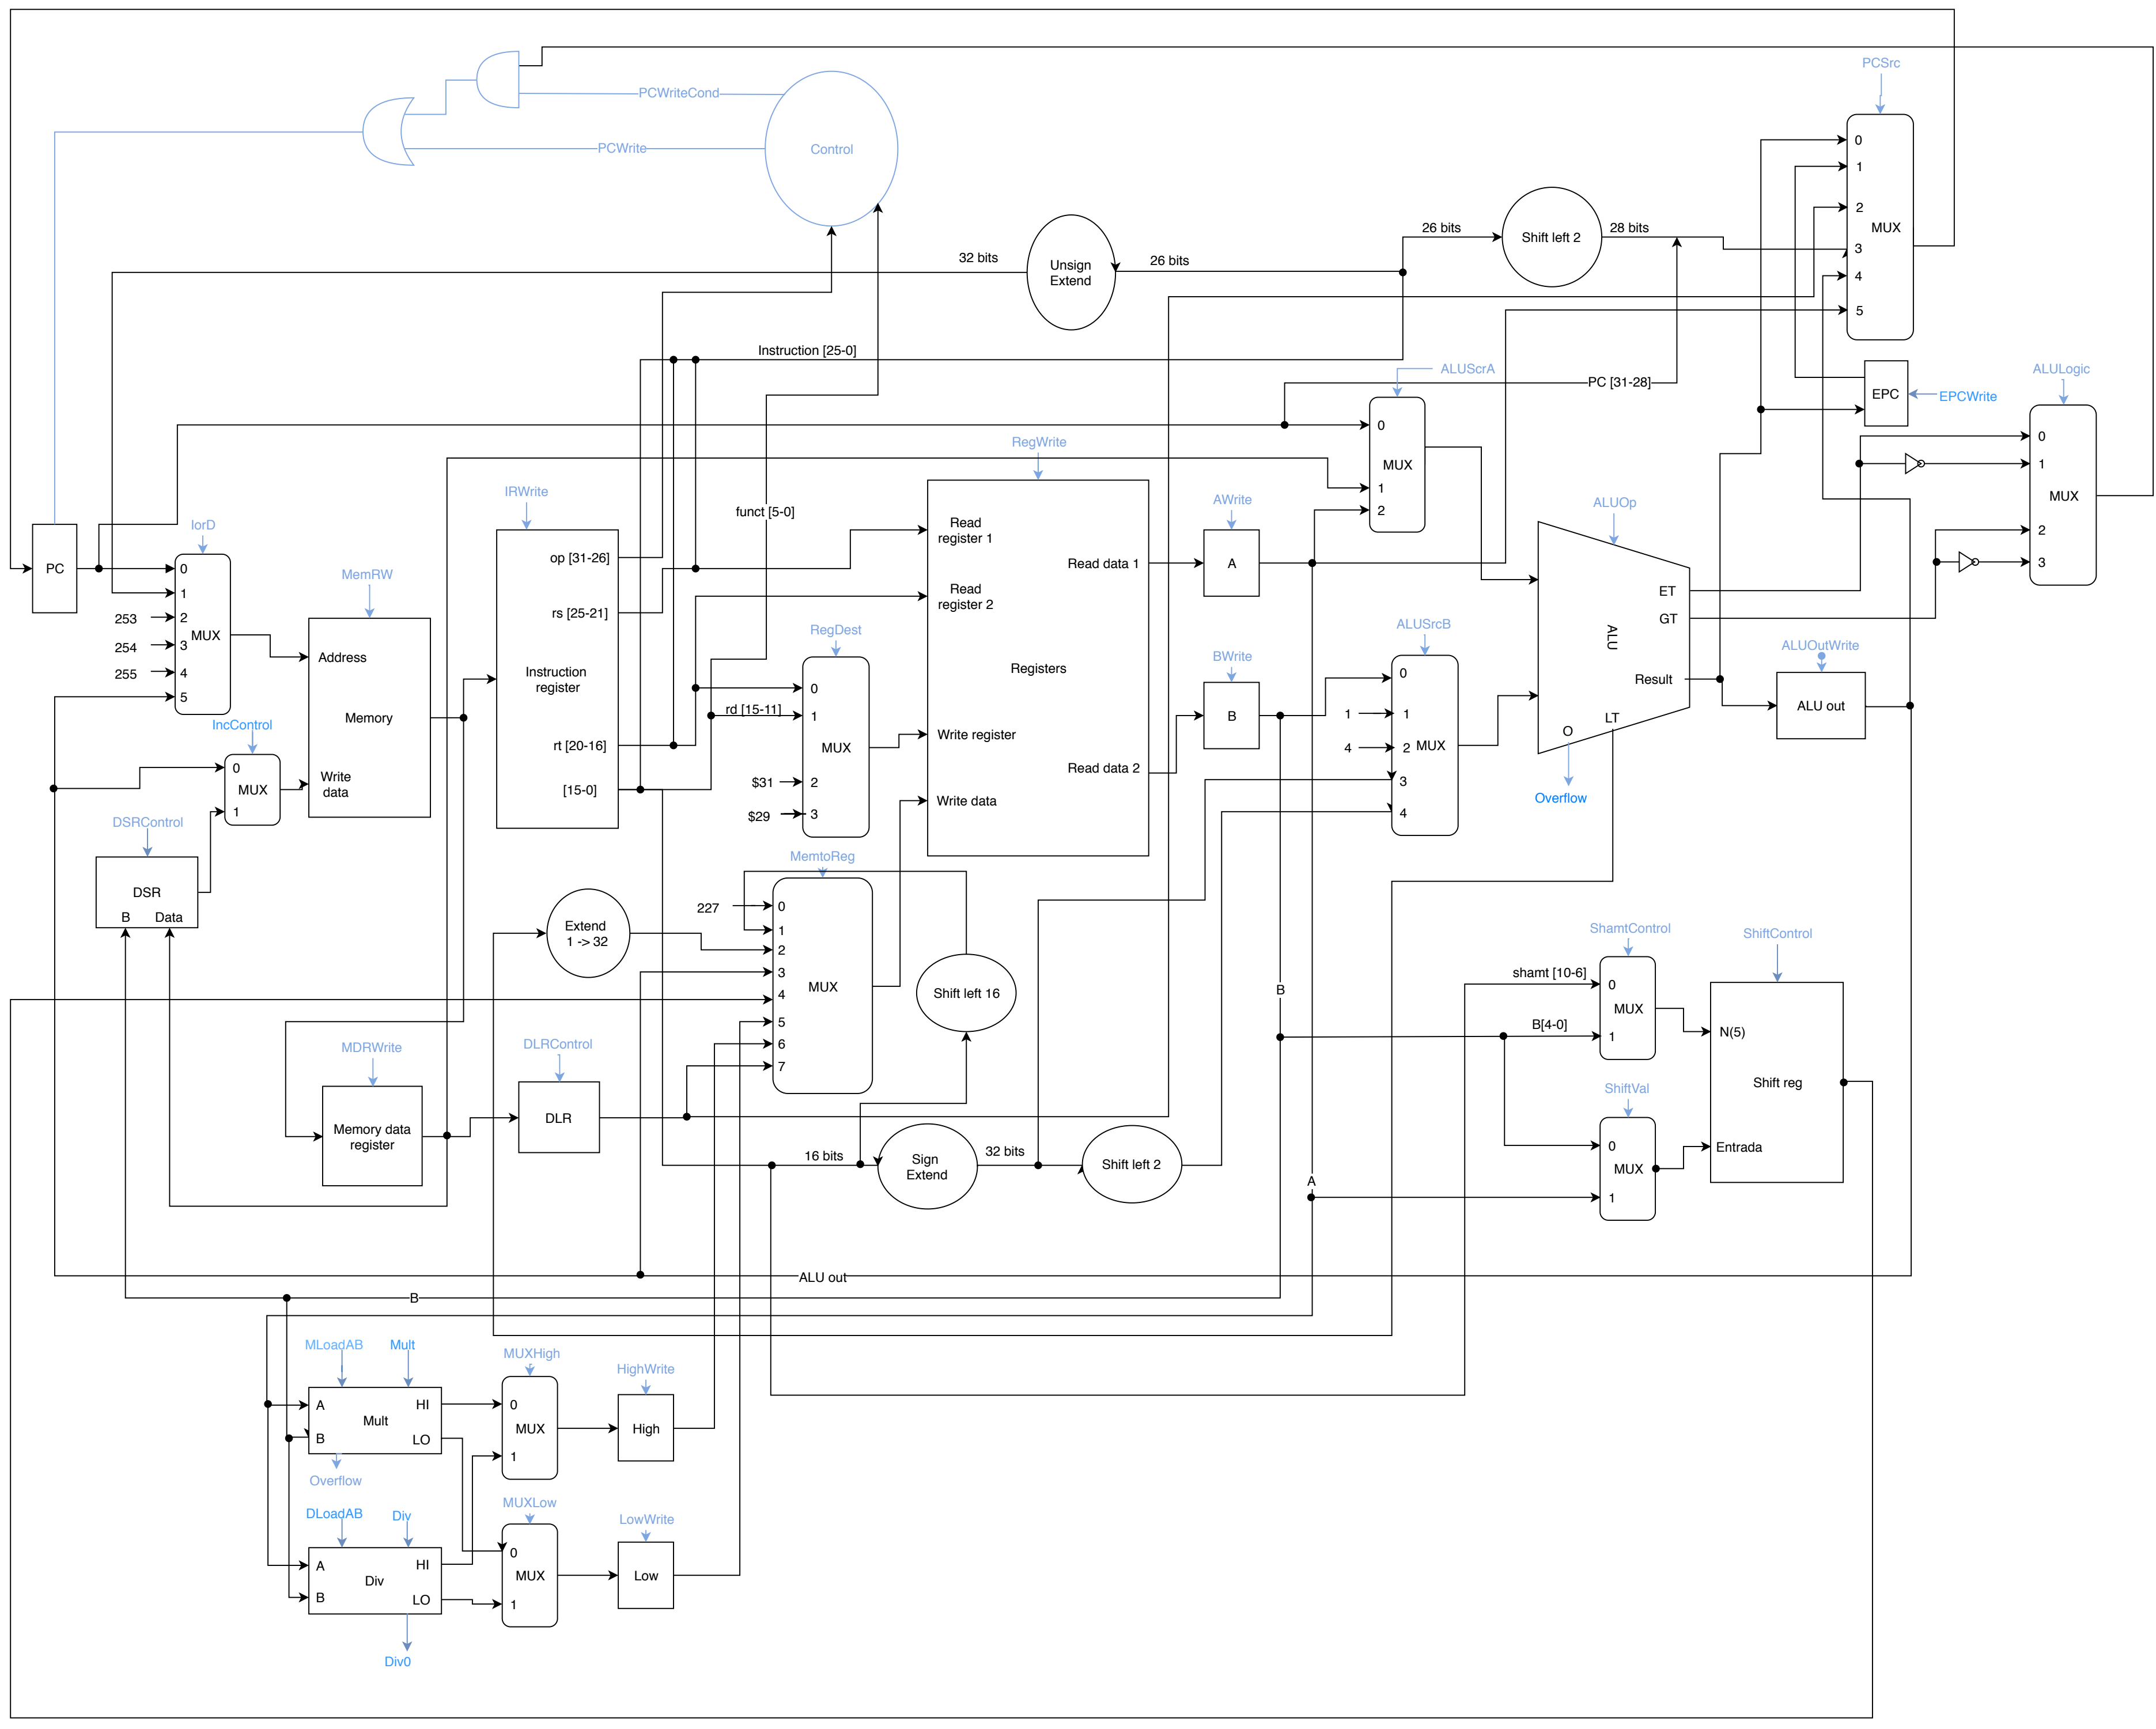 PCSrc
PCWriteCond
PCWrite
Control
0
1
2
3
4
5
MUX
26 bits
Shift left 2
28 bits
32 bits
Unsign
Extend
26 bits
Instruction [25-0]
PC [31-28]
ALUScrA
0
MUX
1
2
EPC
EPCWrite
ALULogic
0
1
MUX
2
3
RegWrite
IRWrite
funct [5-0]
AWrite
ALUOp
IorD
PC
0
1
253
2
MUX
254
3
255
4
5
MemRW
Address
Memory
Write
data
IncControl
0
MUX
1
DSRControl
DSR
B
Data
op [31-26]
rs [25-21]
Instruction
register
rt [20-16]
[15-0]
RegDest
0
rd [15-11]
1
MUX
$31
2
$29
3
Read
register 1
Read data 1
Read
register 2
Registers
Write register
Read data 2
Write data
A
BWrite
B
ALUSrcB
0
1
1
4
2
MUX
3
4
ET
GT
ALU
Result
LT
O
Overflow
ALUOutWrite
ALU out
MemtoReg
227
0
1
2
3
4
5
6
7
MUX
Extend
1 -> 32
Shift left 16
MDRWrite
Memory data
register
DLRControl
DLR
16 bits
Sign
Extend
32 bits
Shift left 2
B
A
ShamtControl
shamt [10-6]
0
MUX
B[4-0]
1
ShiftControl
N(5)
Shift reg
Entrada
ShiftVal
0
MUX
1
ALU out
B
MLoadAB
Mult
A
HI
Mult
B
LO
Overflow
MUXHigh
0
MUX
1
HighWrite
High
DLoadAB
Div
A
HI
Div
B
LO
Div0
MUXLow
0
MUX
1
LowWrite
Low